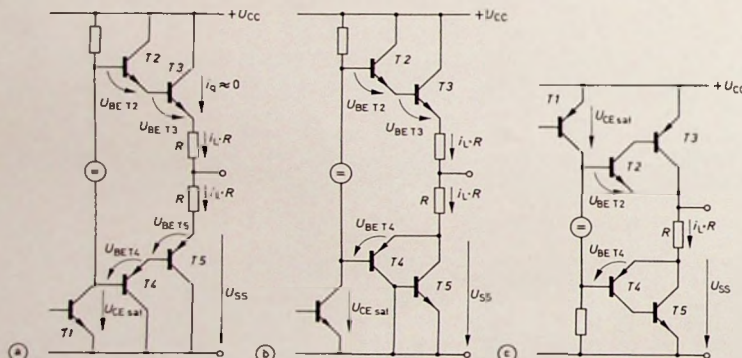 + U_CC
T2
T3
i_Q ≈ 0
U_BE T2
U_BE T3
R
i_L·R
=
R
i_L·R
U_BE T5
U_BE T4
T5
T4
U_SS
T1
U_CE sat
a
+ U_CC
T2
T3
U_BE T2
U_BE T3
i_L·R
=
i_L·R
U_BE T4
T4
T5
U_SS
U_CE sat
b
+ U_CC
T1
U_CE sat
T3
T2
U_BE T2
=
R
i_L·R
U_BE T4
T4
U_SS
T5
c